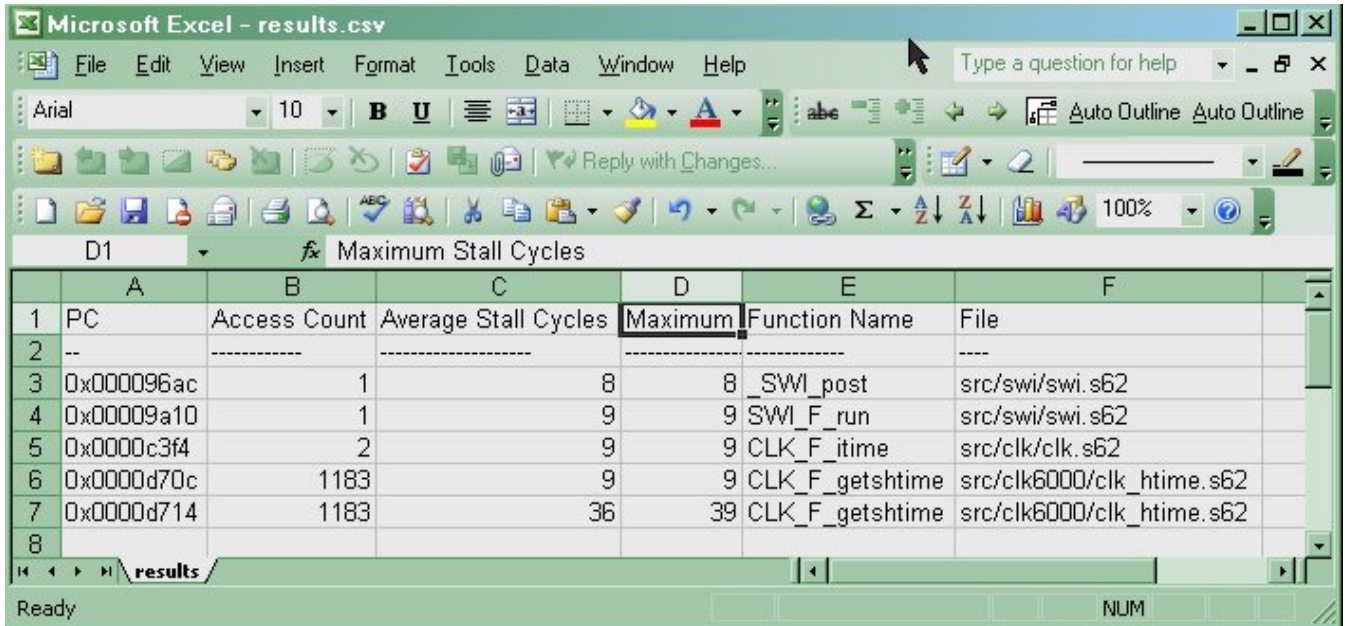 Microsoft Excel - results.csv
File Edit View Insert Format Tools Data Window Help Type a question for help
Arial 10 B U A abc Auto Outline Auto Outline
Reply with Changes...
ABC Σ A Z Z A 100%
D1 fx Maximum Stall Cycles
A B C D E F
1 PC Access Count Average Stall Cycles Maximum Function Name File
2 -- ------------ -------------------- ---------------- ------------- ----
3 0x000096ac 1 8 8 _SWI_post src/swi/swi.s62
4 0x00009a10 1 9 9 SWI_F_run src/swi/swi.s62
5 0x0000c3f4 2 9 9 CLK_F_itime src/clk/clk.s62
6 0x0000d70c 1183 9 9 CLK_F_getshtime src/clk6000/clk_htime.s62
7 0x0000d714 1183 36 39 CLK_F_getshtime src/clk6000/clk_htime.s62
8
results
Ready NUM